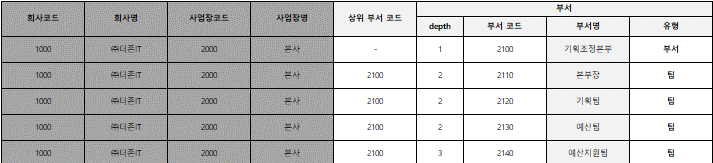 회사코드 회사명 사업장코드 사업장명 상위 부서 코드 부서
depth 부서 코드 부서명 유형
1000 ㈜더존IT 2000 본사 - 1 2100 기획조정본부 부서
1000 ㈜더존IT 2000 본사 2100 2 2110 본부장 팀
1000 ㈜더존IT 2000 본사 2100 2 2120 기획팀 팀
1000 ㈜더존IT 2000 본사 2100 2 2130 예산팀 팀
1000 ㈜더존IT 2000 본사 2100 3 2140 예산지원팀 팀